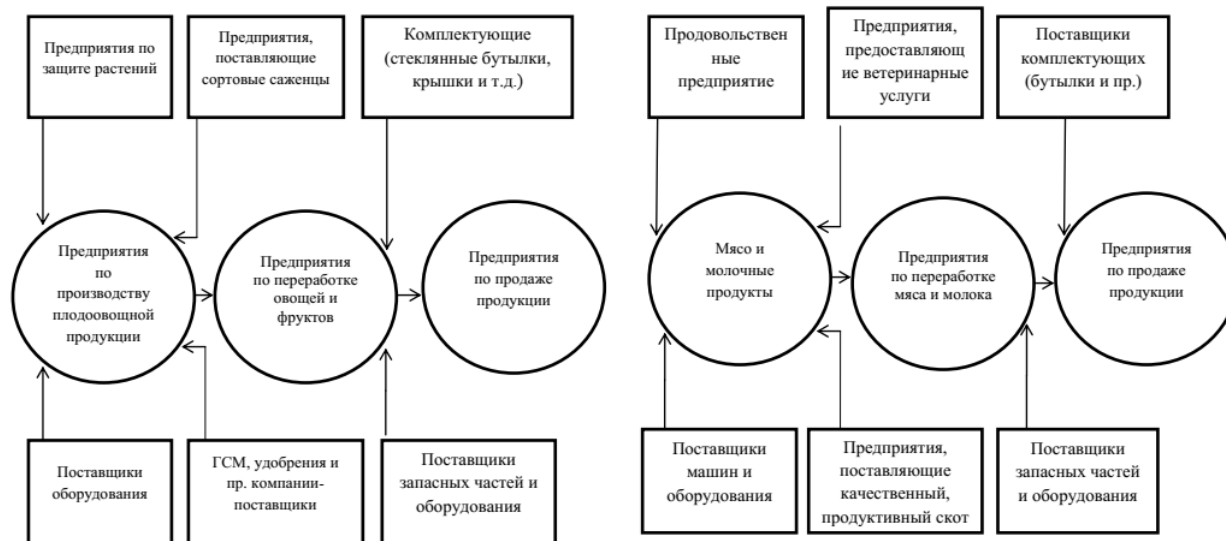 Предприятия по
защите растений
Предприятия,
поставляющие
сортовые саженцы
Комплектующие
(стеклянные бутылки,
крышки и т.д.)
Предприятия
по
производству
плодоовощной
продукции
Предприятия
по переработке
овощей и
фруктов
Предприятия
по продаже
продукции
Поставщики
оборудования
ГСМ, удобрения и
пр. компании-
поставщики
Поставщики
запасных частей и
оборудования
Продовольствен
ные
предприятие
Предприятия,
предоставляющ
ие ветеринарные
услуги
Поставщики
комплектующих
(бутылки и пр.)
Мясо и
молочные
продукты
Предприятия
по переработке
мяса и молока
Предприятия
по продаже
продукции
Поставщики
машин и
оборудования
Предприятия,
поставляющие
качественный,
продуктивный скот
Поставщики
запасных частей
и оборудования